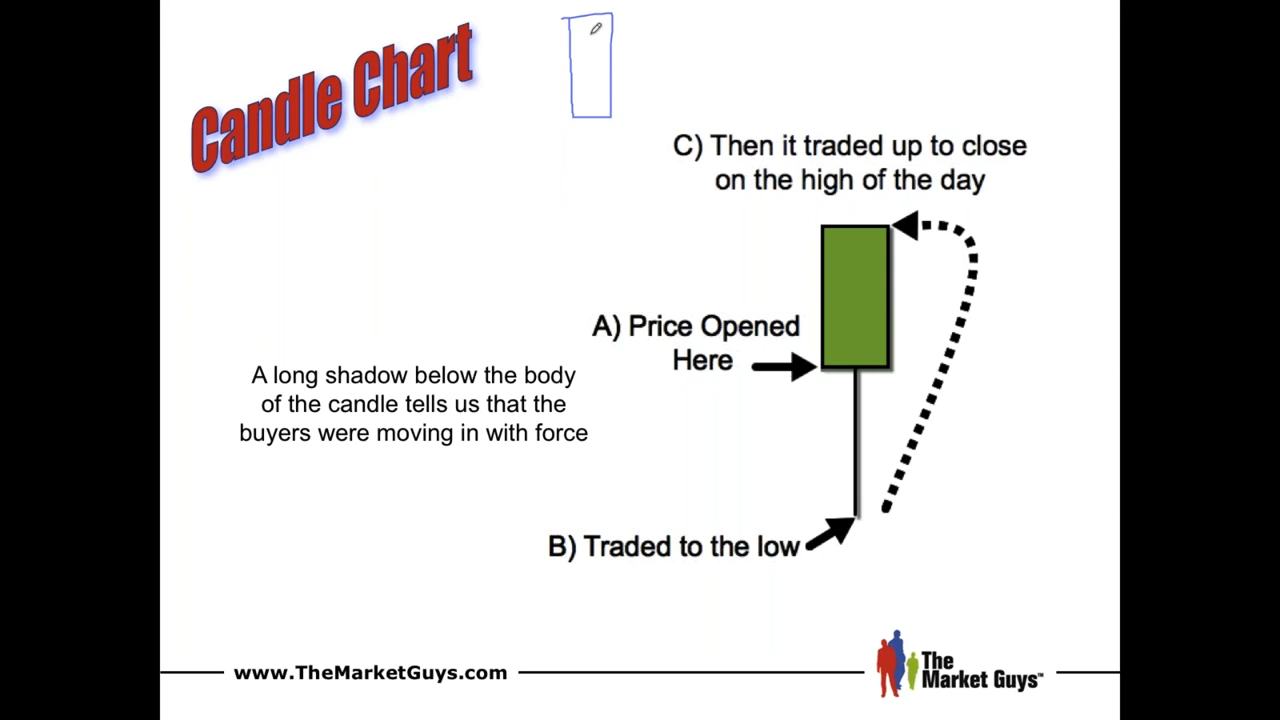 Candle Chart
C) Then it traded up to close
on the high of the day
A) Price Opened
Here
A long shadow below the body
of the candle tells us that the
buyers were moving in with force
B) Traded to the low
www.TheMarketGuys.com
The
Market Guys™